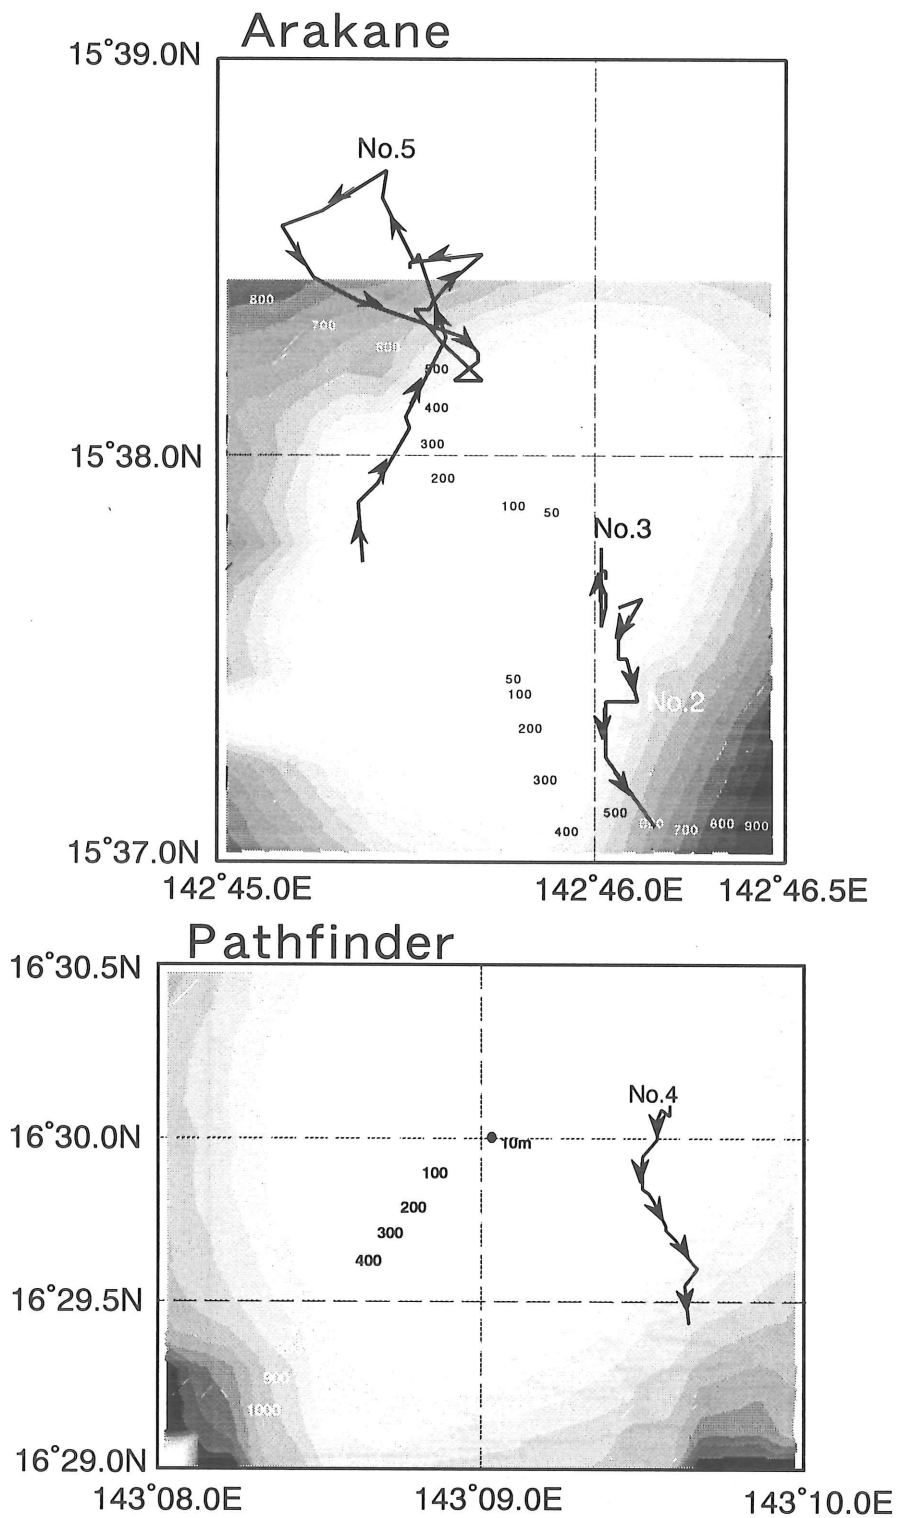 Arakane
15°39.0N
No.5
800
700
600
500
400
300
15°38.0N
200
100 50
No.3
50
100
No.2
200
300
500
600 700 800 900
400
15°37.0N
142°45.0E 142°46.0E 142°46.5E
Pathfinder
16°30.5N
No.4
16°30.0N
10m
100
200
300
400
16°29.5N
900
1000
16°29.0N
143°08.0E 143°09.0E 143°10.0E